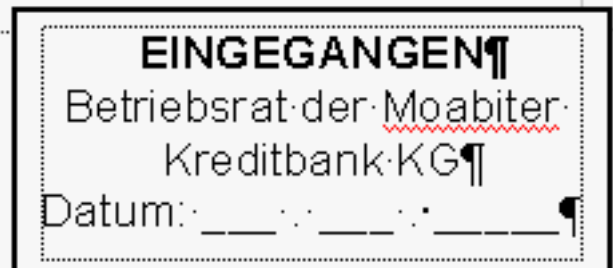 EINGEGANGEN¶
Betriebsrat·der·Moabiter·
Kreditbank·KG¶
Datum:·___·.·___·.·_____¶